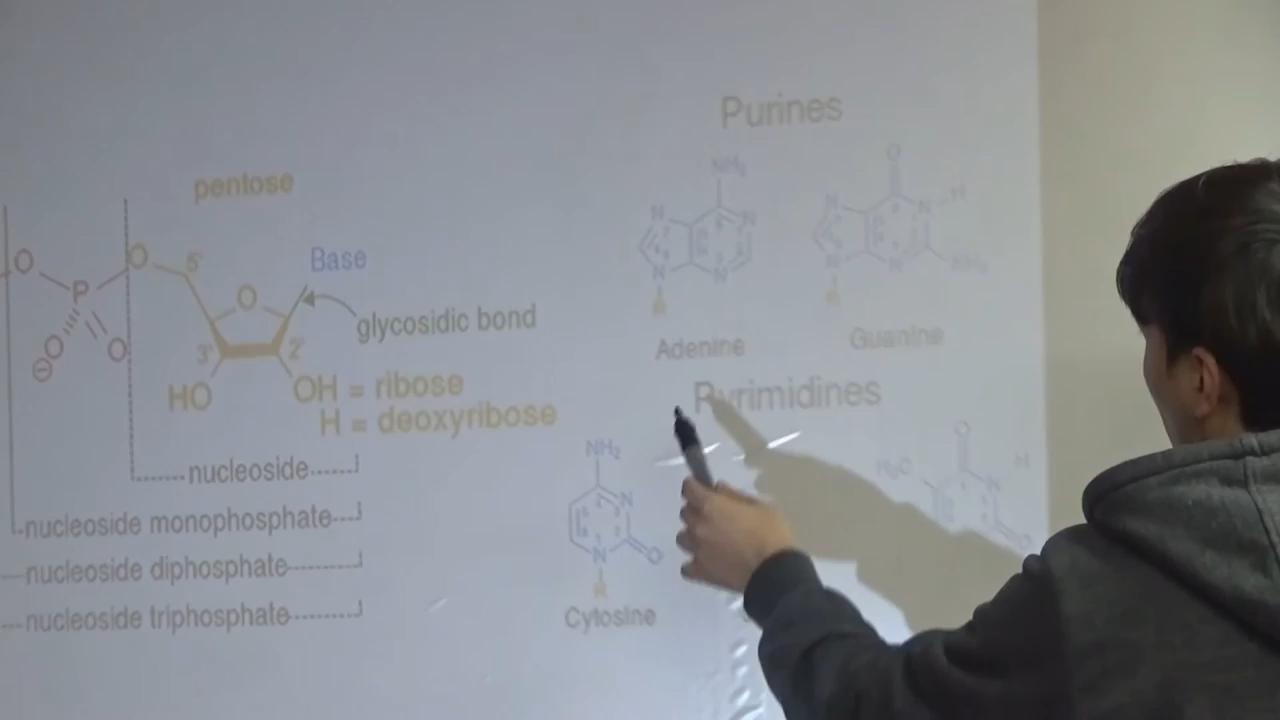 Purines
pentose
NH2
O
N
N
N
N
R
N
N
N
N
H
NH2
R
O
P
O
O
O
5'
O
Base
glycosidic bond
3'
2'
HO
OH = ribose
H = deoxyribose
Adenine
Guanine
Pyrimidines
NH2
N
N
O
R
Cytosine
O
H3C
N
H
O
nucleoside
nucleoside monophosphate
nucleoside diphosphate
nucleoside triphosphate